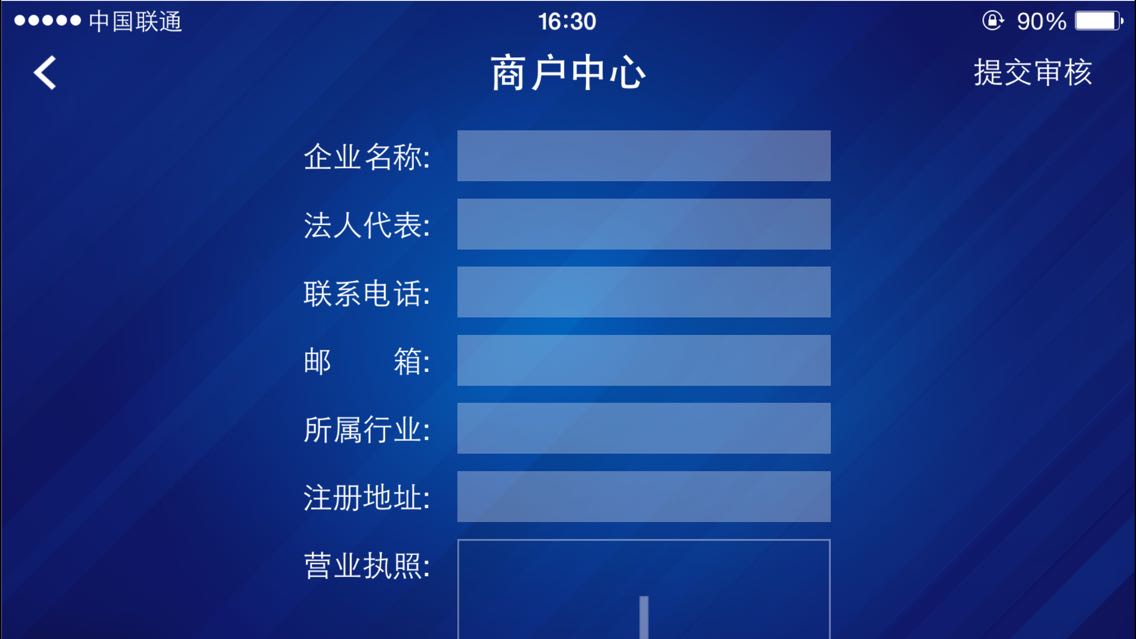 中国联通 16:30 90%
商户中心 提交审核
企业名称:
法人代表:
联系电话:
邮 箱:
所属行业:
注册地址:
营业执照: